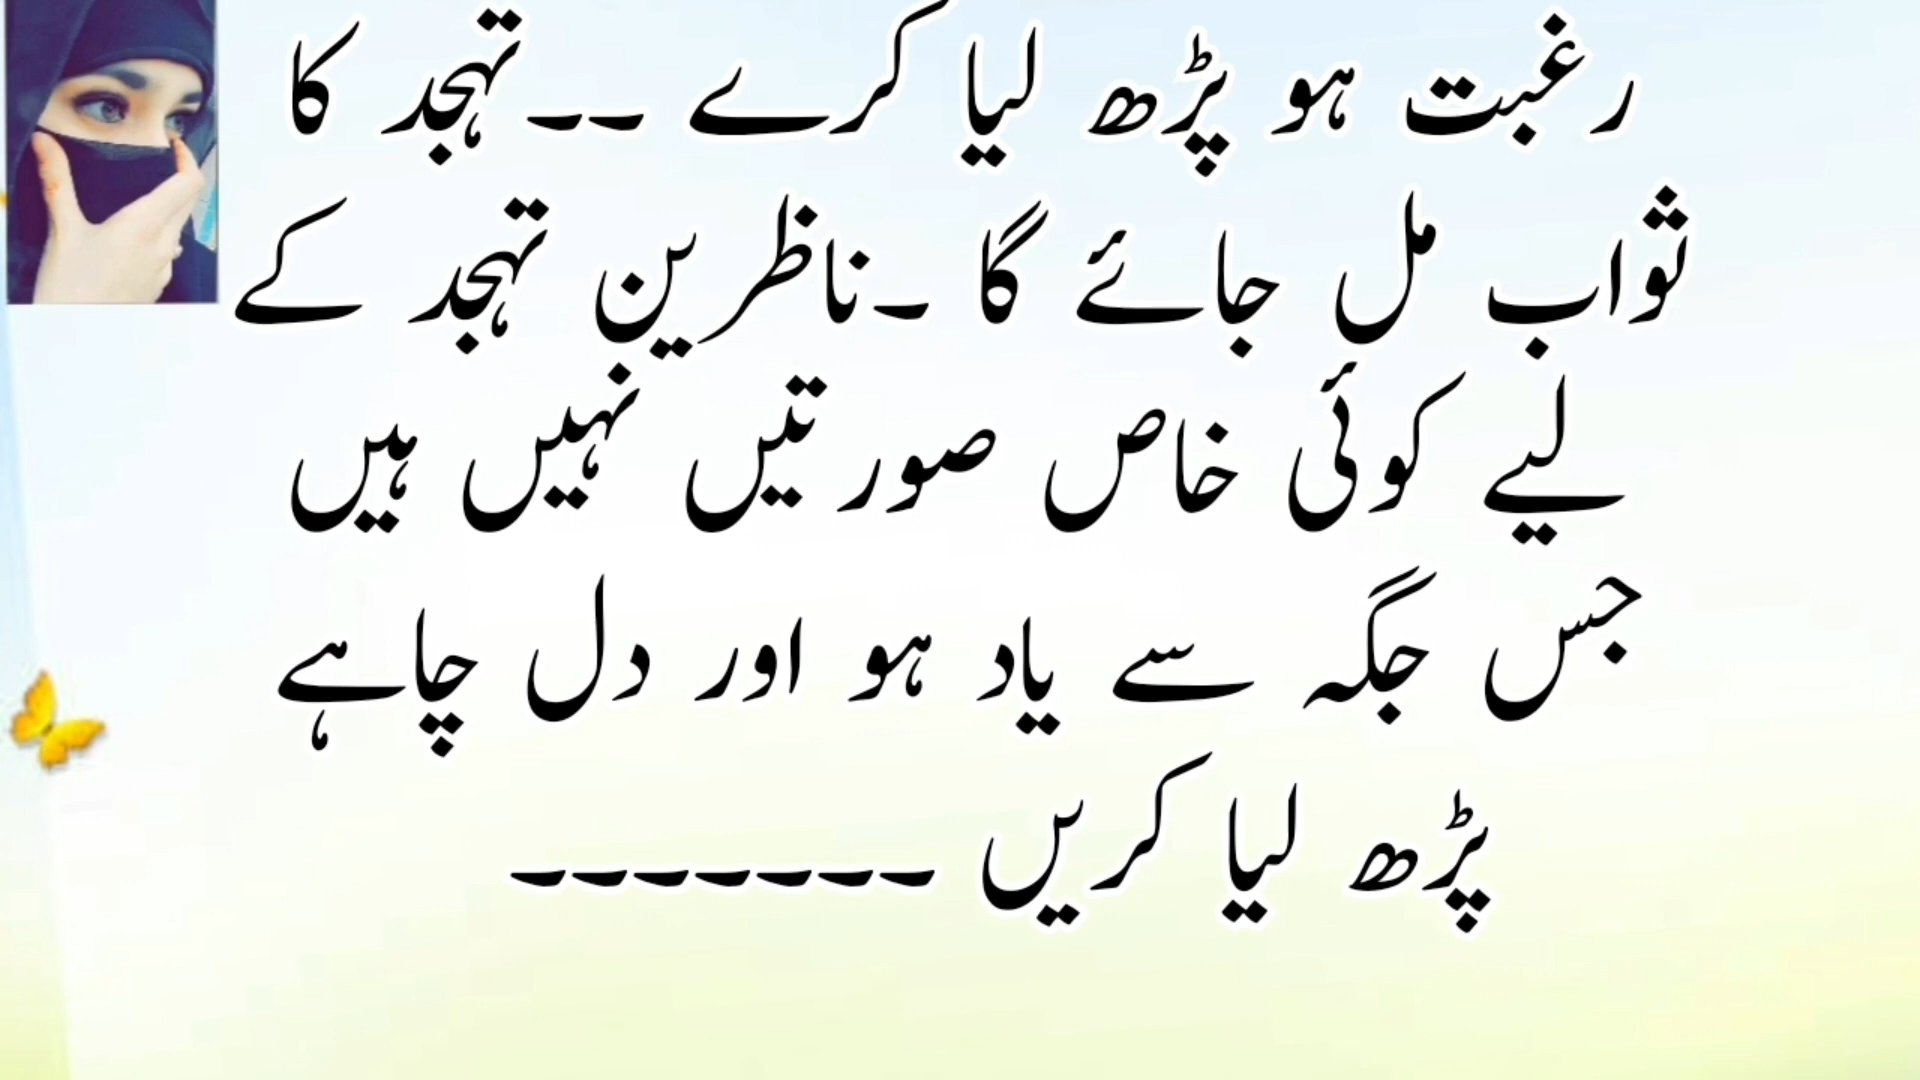 رغبت ہو پڑھ لیا کرے ۔۔تہجد کا
ثواب مل جائے گا ۔ناظرین تہجد کے
لیے کوئی خاص صورتیں نہیں ہیں
جس جگہ سے یاد ہو اور دل چاہے
پڑھ لیا کریں ۔۔۔۔۔۔۔